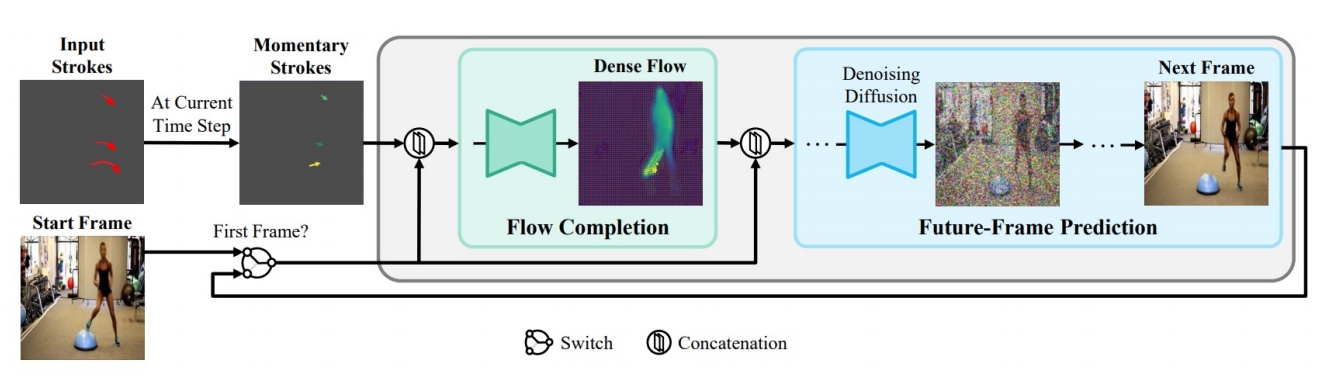 Input
Strokes
At Current
Time Step
Momentary
Strokes
Dense Flow
Flow Completion
Denoising
Diffusion
Next Frame
Future-Frame Prediction
Start Frame
First Frame?
Switch
Concatenation